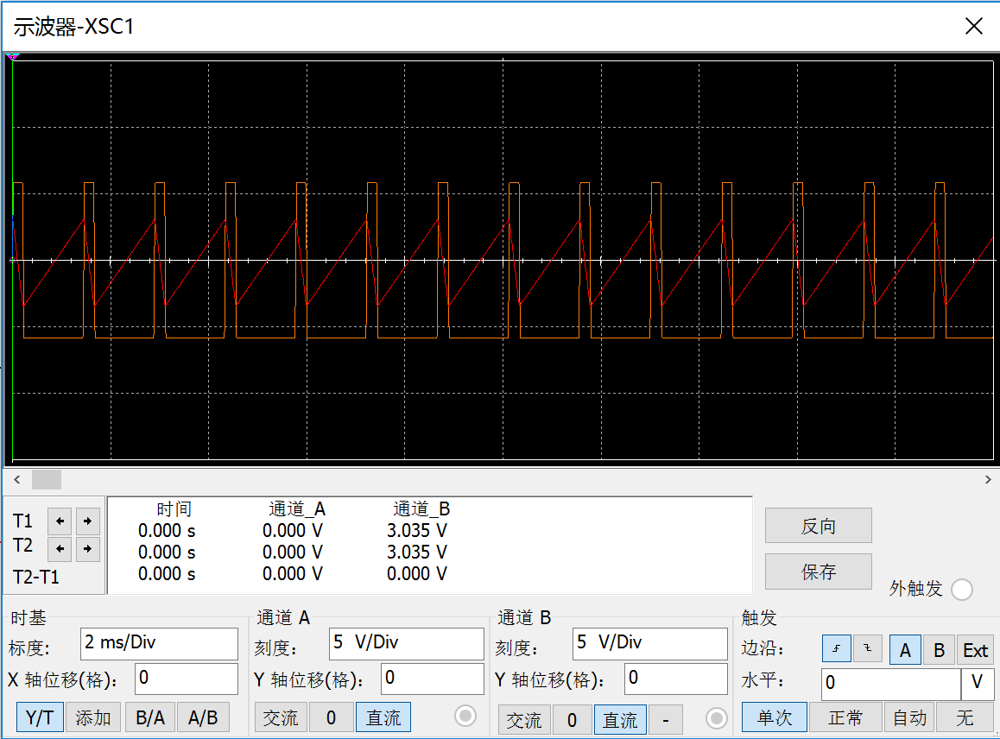 示波器-XSC1
时间 通道_A 通道_B
T1 0.000 s 0.000 V 3.035 V
T2 0.000 s 0.000 V 3.035 V
T2-T1 0.000 s 0.000 V 0.000 V
反向
保存
外触发
时基
标度: 2 ms/Div
X 轴位移(格): 0
Y/T 添加 B/A A/B
通道 A
刻度: 5 V/Div
Y 轴位移(格): 0
交流 0 直流
通道 B
刻度: 5 V/Div
Y 轴位移(格): 0
交流 0 直流 -
触发
边沿: A B Ext
水平: 0 V
单次 正常 自动 无